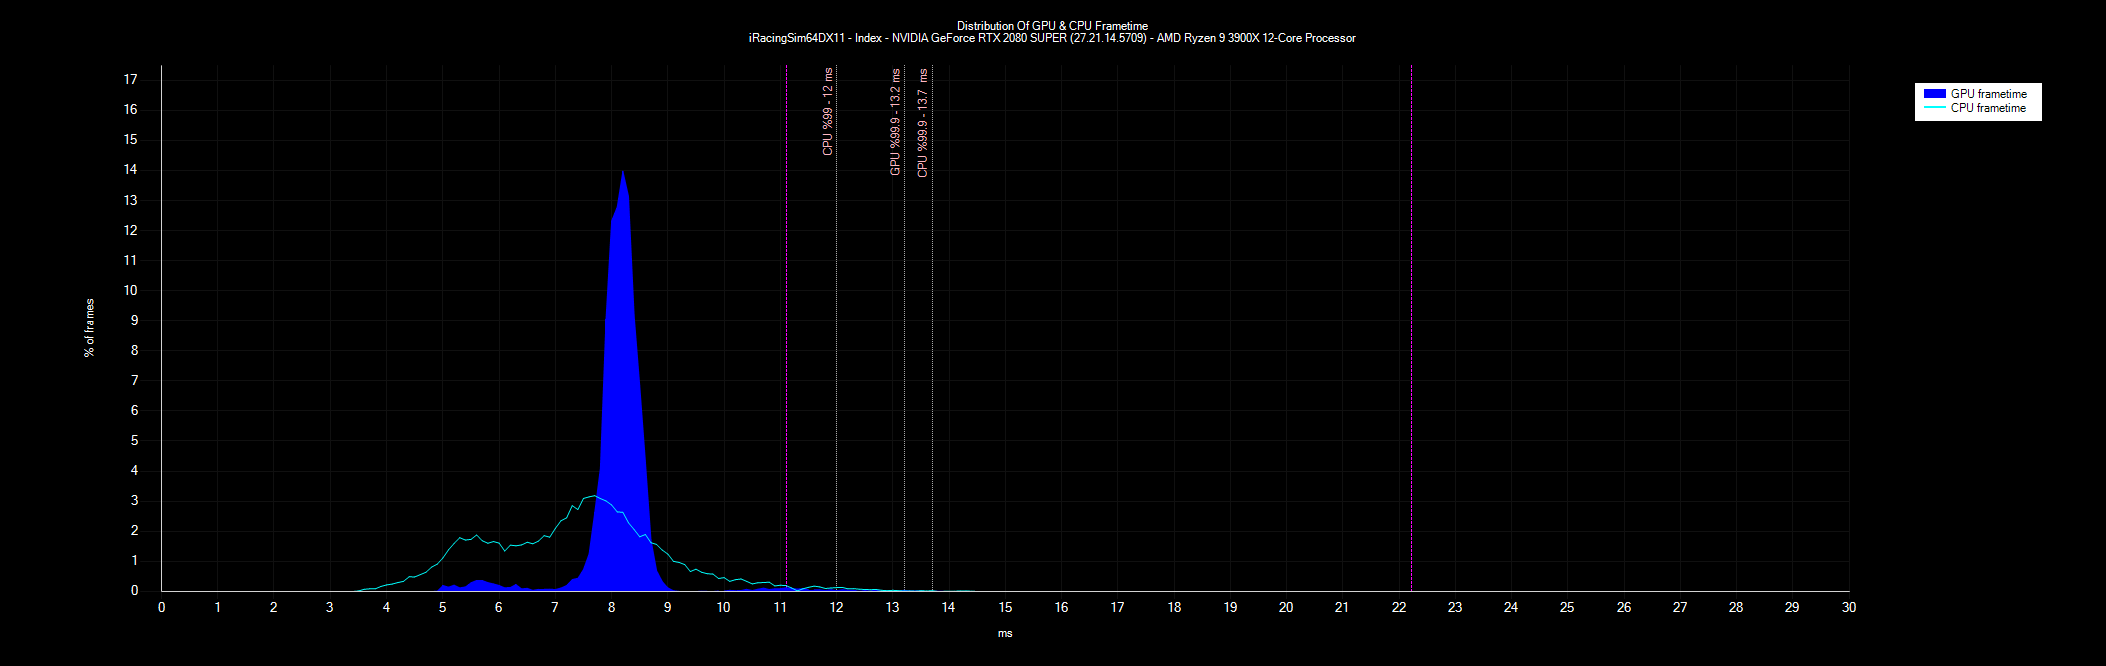 Distribution Of GPU & CPU Frametime
iRacingSim64DX11 - Index - NVIDIA GeForce RTX 2080 SUPER (27.21.14.5709) - AMD Ryzen 9 3900X 12-Core Processor
GPU frametime
CPU frametime
CPU %99 - 12 ms
GPU %99.9 - 13.2 ms
CPU %99.9 - 13.7 ms
% of frames
17
16
15
14
13
12
11
10
9
8
7
6
5
4
3
2
1
0
0 1 2 3 4 5 6 7 8 9 10 11 12 13 14 15 16 17 18 19 20 21 22 23 24 25 26 27 28 29 30
ms